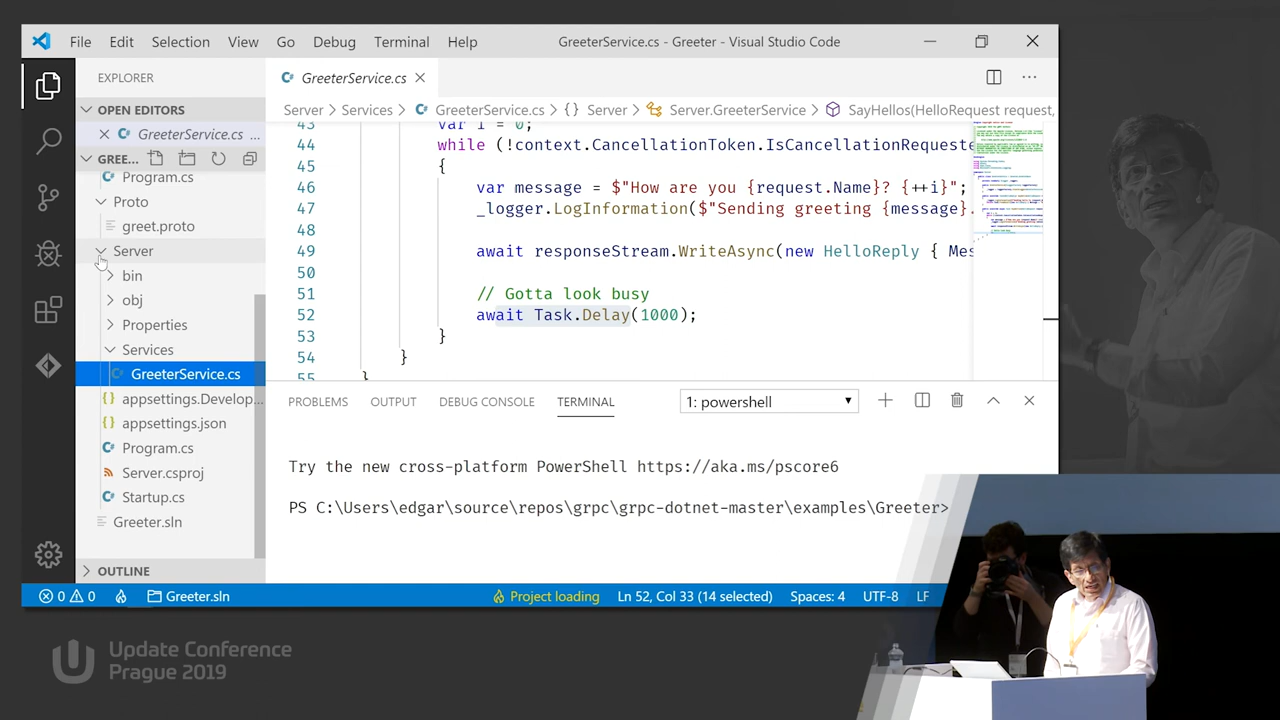 File Edit Selection View Go Debug Terminal Help GreeterService.cs - Greeter - Visual Studio Code
EXPLORER
GreeterService.cs
OPEN EDITORS
Server > Services > GreeterService.cs > {} Server > Server.GreeterService > SayHellos(HelloRequest request,
GreeterService.cs ...
GREE...
Program.cs
Proto
greet.proto
Server
bin
obj
Properties
Services
GreeterService.cs
appsettings.Develop...
appsettings.json
Program.cs
Server.csproj
Startup.cs
Greeter.sln
OUTLINE
43 var i = 0;
while (!context.CancellationToken.IsCancellationRequeste
{
var message = $"How are you {request.Name}? {++i}";
_logger.LogInformation($"Sending greeting {message}.
49 await responseStream.WriteAsync(new HelloReply { Mes
50
51 // Gotta look busy
52 await Task.Delay(1000);
53 }
54 }
55 }
PROBLEMS OUTPUT DEBUG CONSOLE TERMINAL 1: powershell
Try the new cross-platform PowerShell https://aka.ms/pscore6
PS C:\Users\edgar\source\repos\grpc\grpc-dotnet-master\examples\Greeter>
0 0 Greeter.sln Project loading Ln 52, Col 33 (14 selected) Spaces: 4 UTF-8 LF
Update Conference
Prague 2019